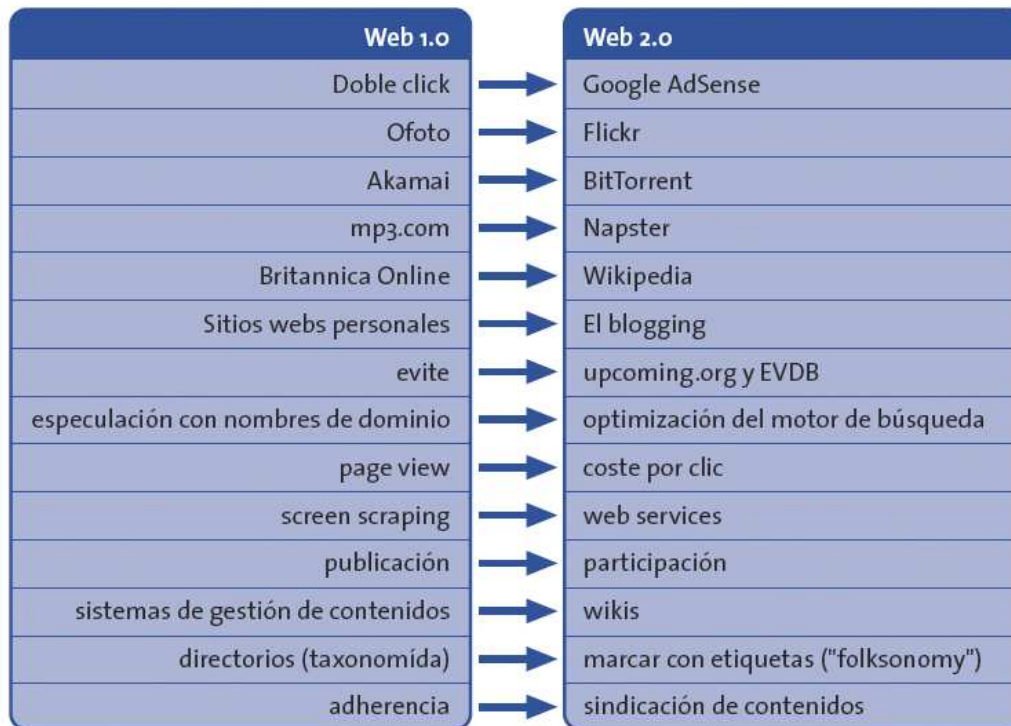 Web 1.0 Web 2.0
Doble click Google AdSense
Ofoto Flickr
Akamai BitTorrent
mp3.com Napster
Britannica Online Wikipedia
Sitios webs personales El blogging
evite upcoming.org y EVDB
especulación con nombres de dominio optimización del motor de búsqueda
page view coste por clic
screen scraping web services
publicación participación
sistemas de gestión de contenidos wikis
directorios (taxonomída) marcar con etiquetas ("folksonomy")
adherencia sindicación de contenidos